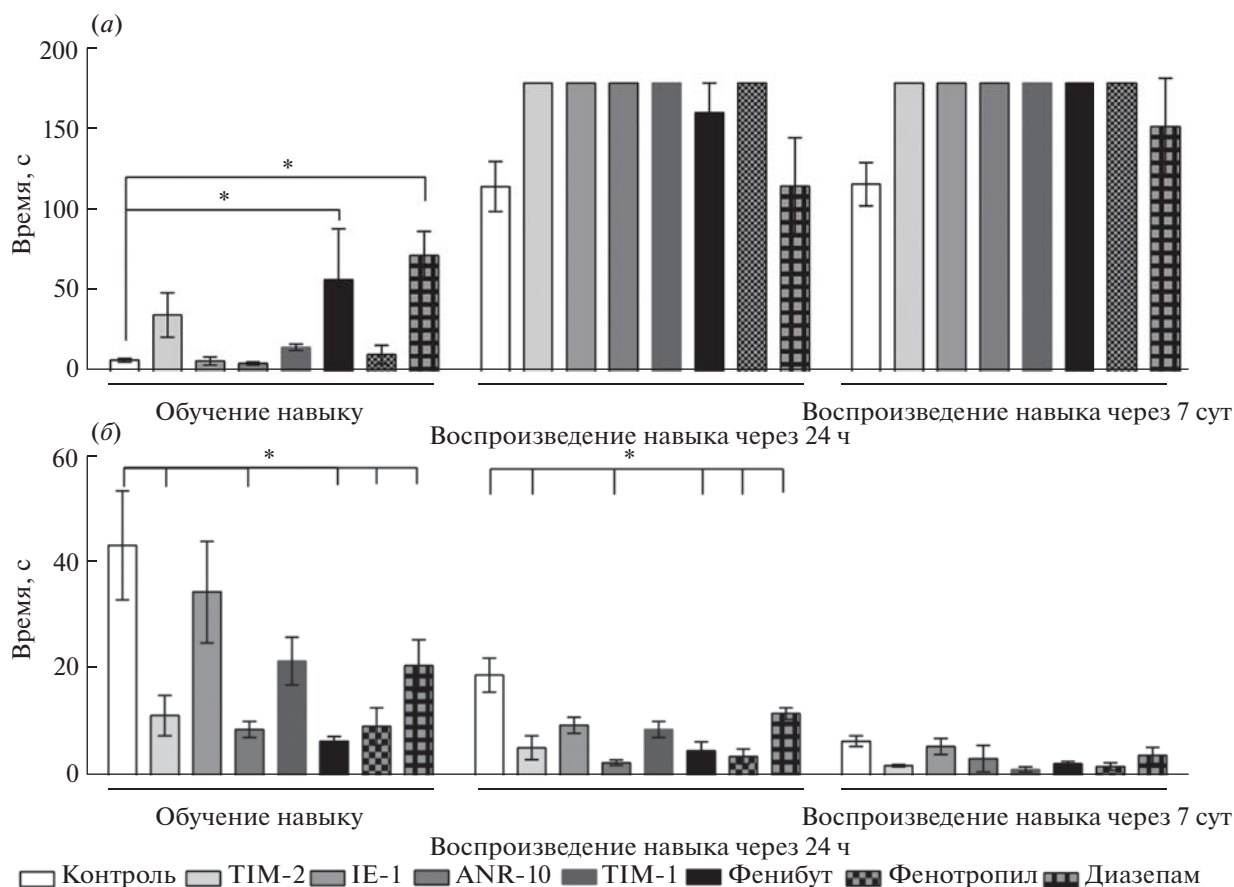 (а)
200
150
100
50
0
Время, с
*
*
Обучение навыку
Воспроизведение навыка через 24 ч
Воспроизведение навыка через 7 сут
(б)
60
40
20
0
Время, с
*
*
Обучение навыку
Воспроизведение навыка через 24 ч
Воспроизведение навыка через 7 сут
Контроль TIM-2 IE-1 ANR-10 TIM-1 Фенибут Фенотропил Диазепам